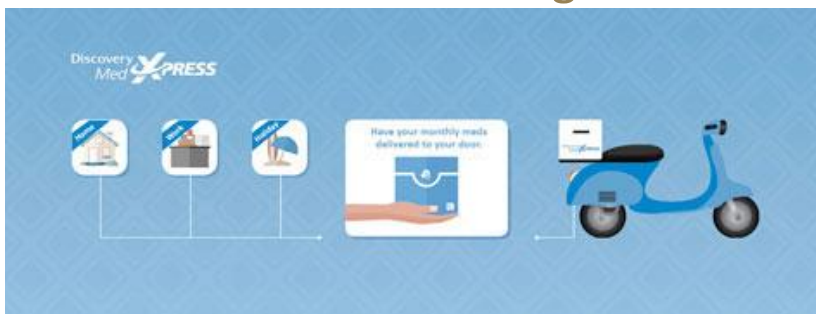 Discovery
Med XPRESS
Home
Work
Holiday
Have your monthly meds
delivered to your door.